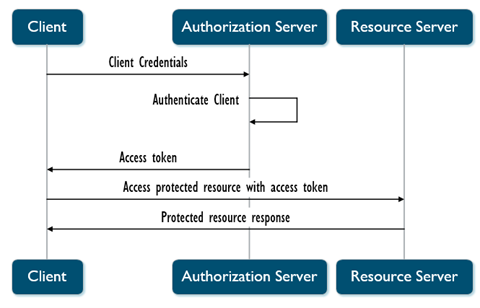 Client Authorization Server Resource Server
Client Credentials
Authenticate Client
Access token
Access protected resource with access token
Protected resource response
Client Authorization Server Resource Server